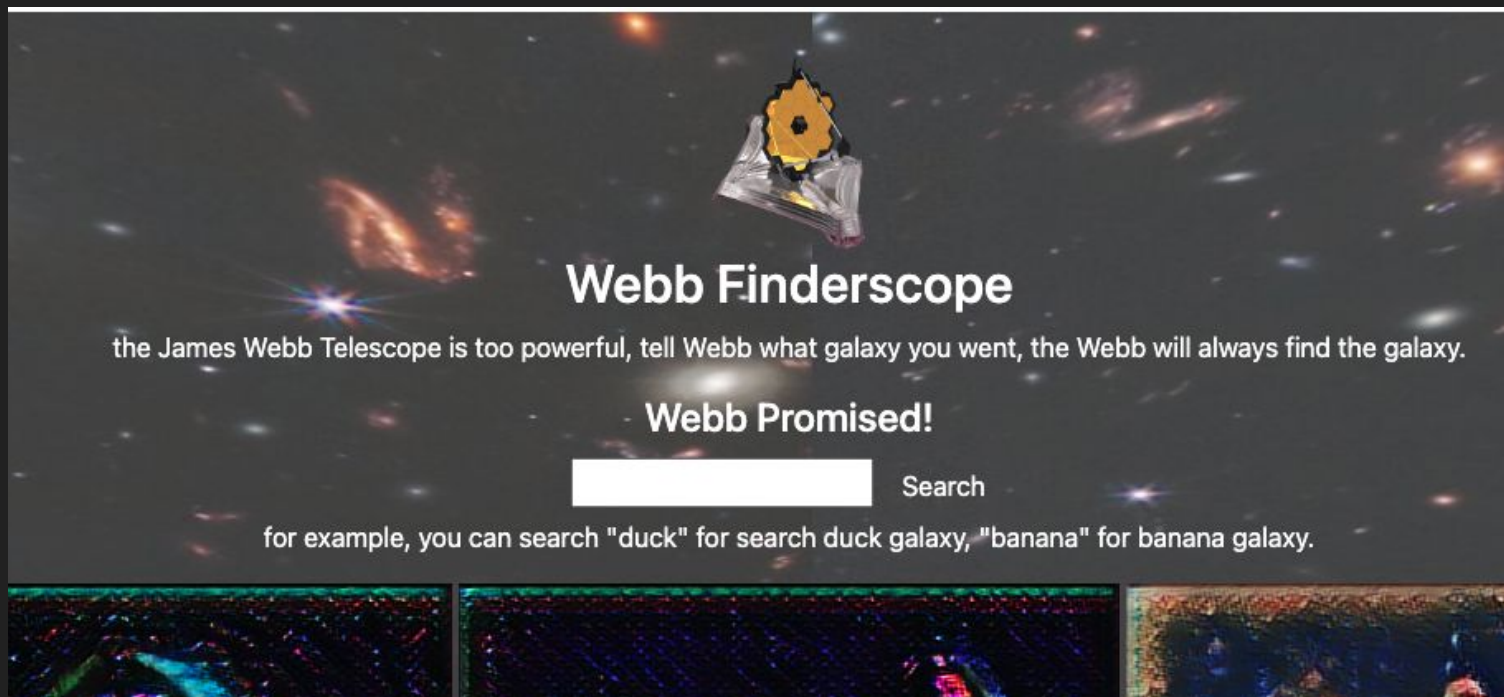 Webb Finderscope
the James Webb Telescope is too powerful, tell Webb what galaxy you went, the Webb will always find the galaxy.
Webb Promised!
Search
for example, you can search "duck" for search duck galaxy, "banana" for banana galaxy.